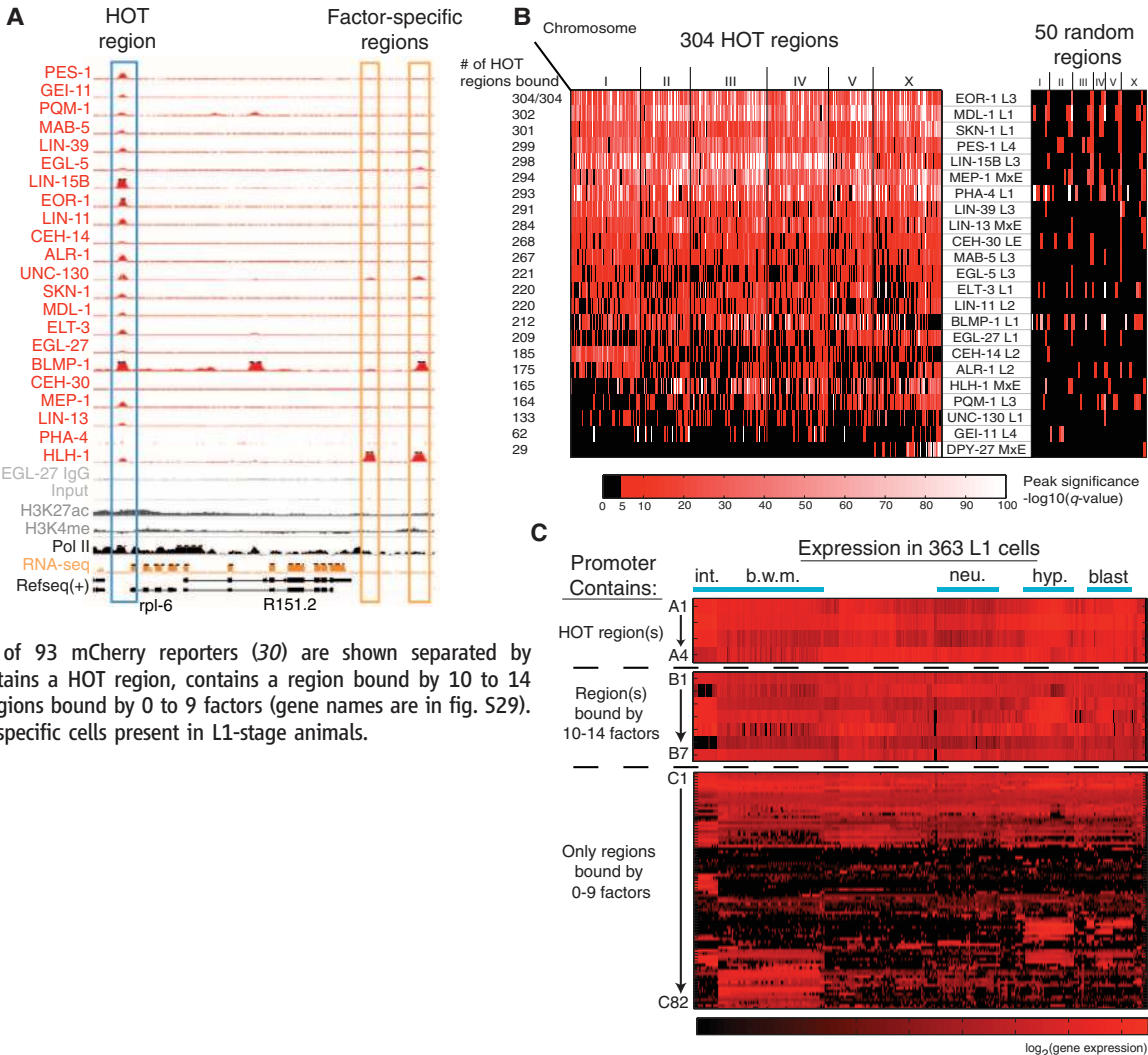 A
HOT
region
Factor-specific
regions
PES-1
GEI-11
PQM-1
MAB-5
LIN-39
EGL-5
LIN-15B
EOR-1
LIN-11
CEH-14
ALR-1
UNC-130
SKN-1
MDL-1
ELT-3
EGL-27
BLMP-1
CEH-30
MEP-1
LIN-13
PHA-4
HLH-1
EGL-27 IgG
Input
H3K27ac
H3K4me
Pol II
RNA-seq
Refseq(+)
rpl-6 R151.2
of 93 mCherry reporters (30) are shown separated by
tains a HOT region, contains a region bound by 10 to 14
gions bound by 0 to 9 factors (gene names are in fig. S29).
specific cells present in L1-stage animals.
B
Chromosome
304 HOT regions
50 random
regions
# of HOT
regions bound
I II III IV V X
I II III IV V X
304/304 EOR-1 L3
302 MDL-1 L1
301 SKN-1 L1
299 PES-1 L4
298 LIN-15B L3
294 MEP-1 MxE
293 PHA-4 L1
291 LIN-39 L3
284 LIN-13 MxE
268 CEH-30 LE
267 MAB-5 L3
221 EGL-5 L3
220 ELT-3 L1
220 LIN-11 L2
212 BLMP-1 L1
209 EGL-27 L1
185 CEH-14 L2
175 ALR-1 L2
165 HLH-1 MxE
164 PQM-1 L3
133 UNC-130 L1
62 GEI-11 L4
29 DPY-27 MxE
0 5 10 20 30 40 50 60 70 80 90 100
Peak significance
-log10(q-value)
C
Promoter
Contains:
Expression in 363 L1 cells
int. b.w.m. neu. hyp. blast
A1
HOT region(s)
A4
B1
Region(s)
bound by
10-14 factors
B7
C1
Only regions
bound by
0-9 factors
C82
log2(gene expression)